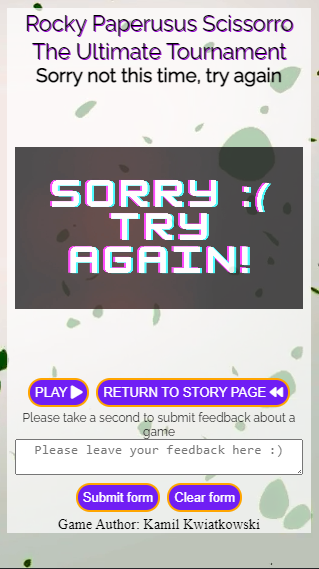 Rocky Paperusus Scissorro
The Ultimate Tournament
Sorry not this time, try again
SORRY :(
TRY
AGAIN!
PLAY
RETURN TO STORY PAGE
Please take a second to submit feedback about a
game
Please leave your feedback here :)
Submit form
Clear form
Game Author: Kamil Kwiatkowski